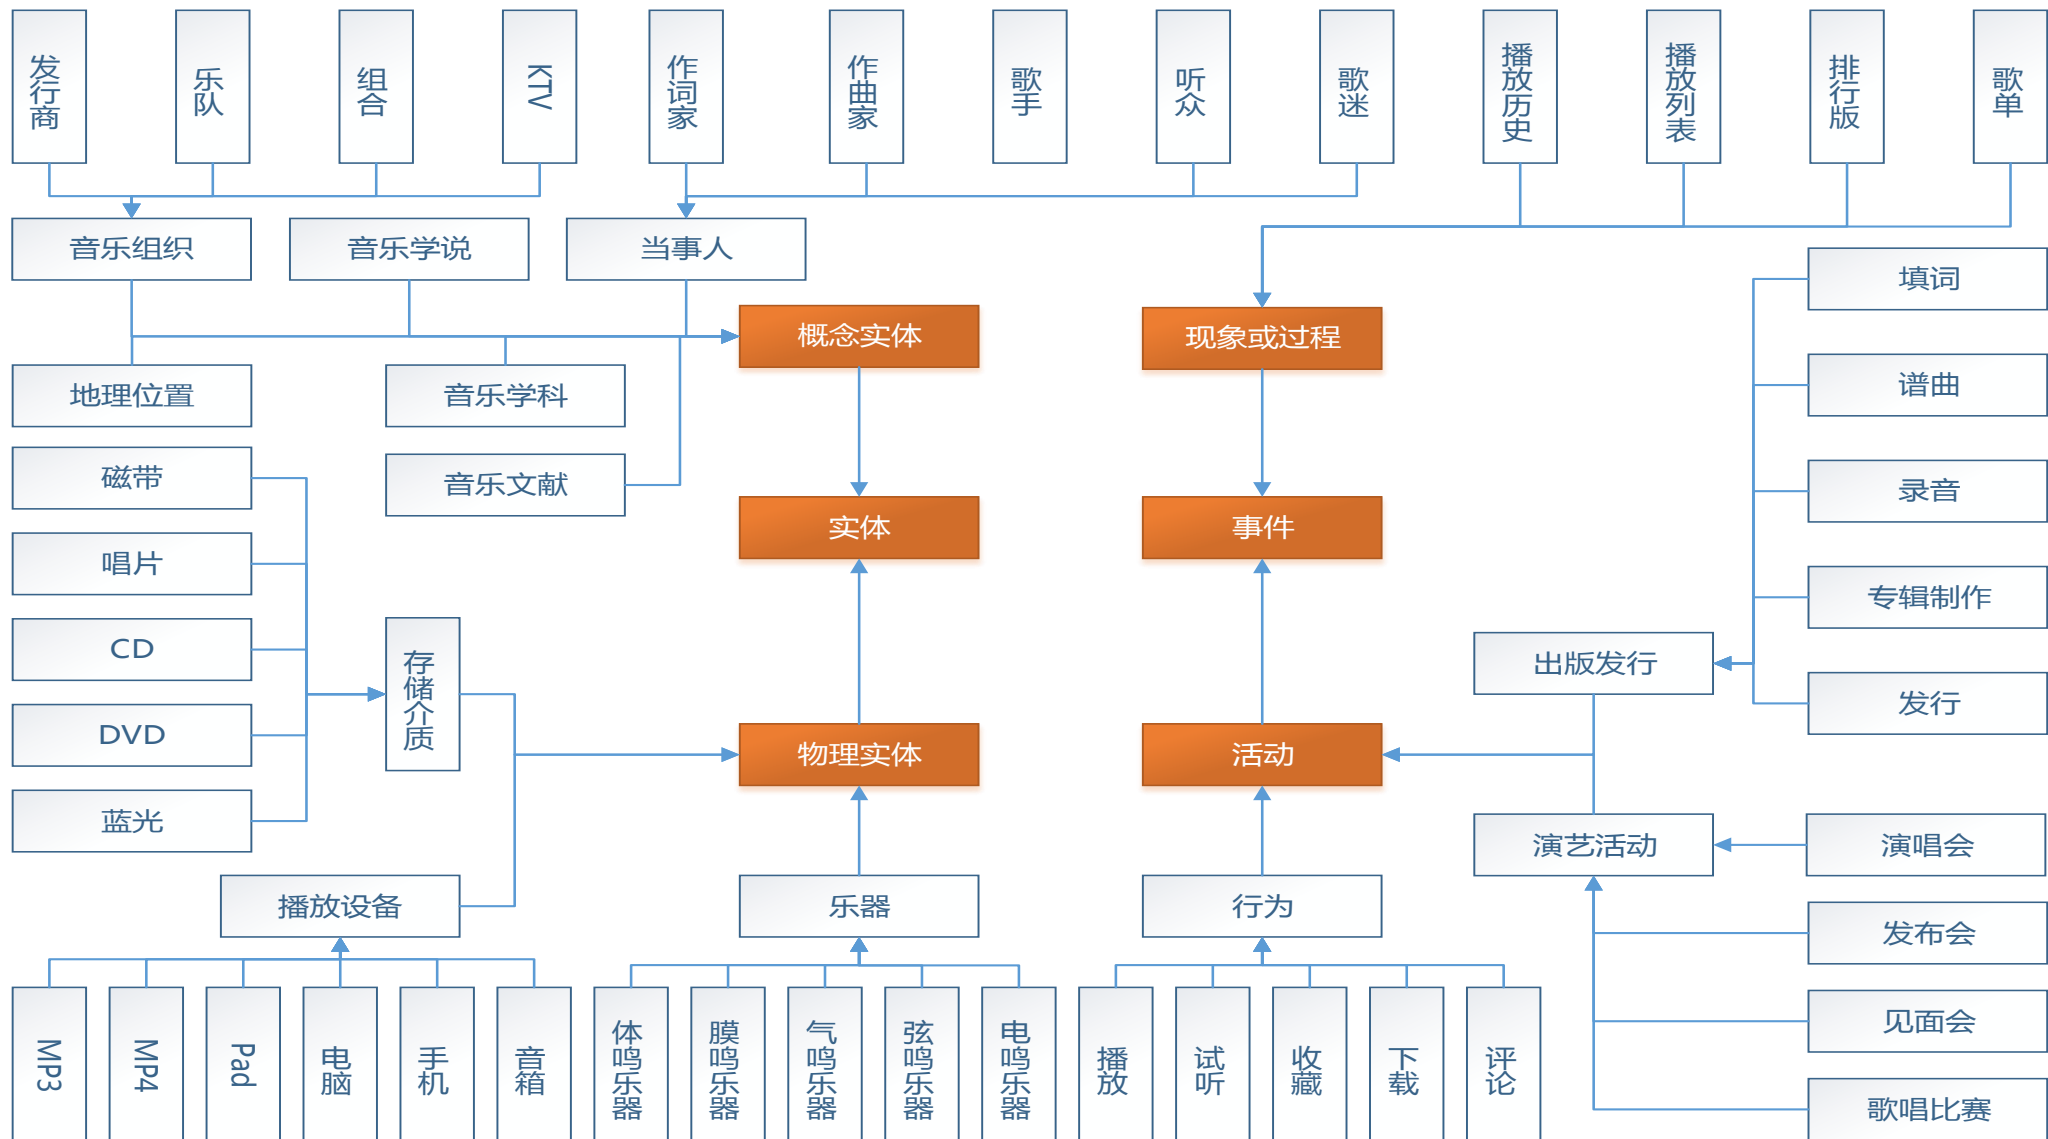 发行商
乐队
组合
KTV
作词家
作曲家
歌手
听众
歌迷
播放历史
播放列表
排行版
歌单
音乐组织
音乐学说
当事人
填词
概念实体
现象或过程
地理位置
音乐学科
谱曲
磁带
音乐文献
录音
实体
事件
唱片
专辑制作
CD
存储介质
出版发行
发行
DVD
物理实体
活动
蓝光
演艺活动
演唱会
播放设备
乐器
行为
发布会
见面会
MP3
MP4
Pad
电脑
手机
音箱
体鸣乐器
膜鸣乐器
气鸣乐器
弦鸣乐器
电鸣乐器
播放
试听
收藏
下载
评论
歌唱比赛